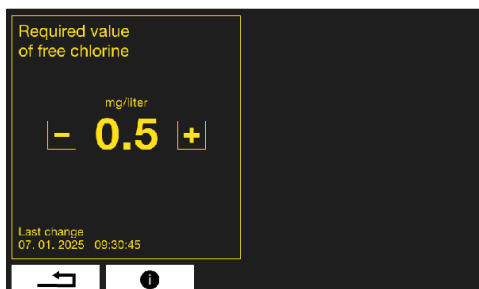 Required value
of free chlorine
mg/liter
− 0.5 +
Last change
07. 01. 2025 09:30:45
i